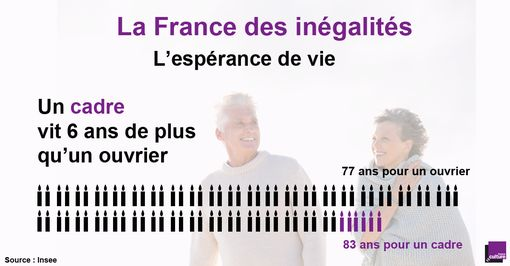 La France des inégalités
L’espérance de vie
Un cadre
vit 6 ans de plus
qu’un ouvrier
77 ans pour un ouvrier
83 ans pour un cadre
Source : Insee
culture